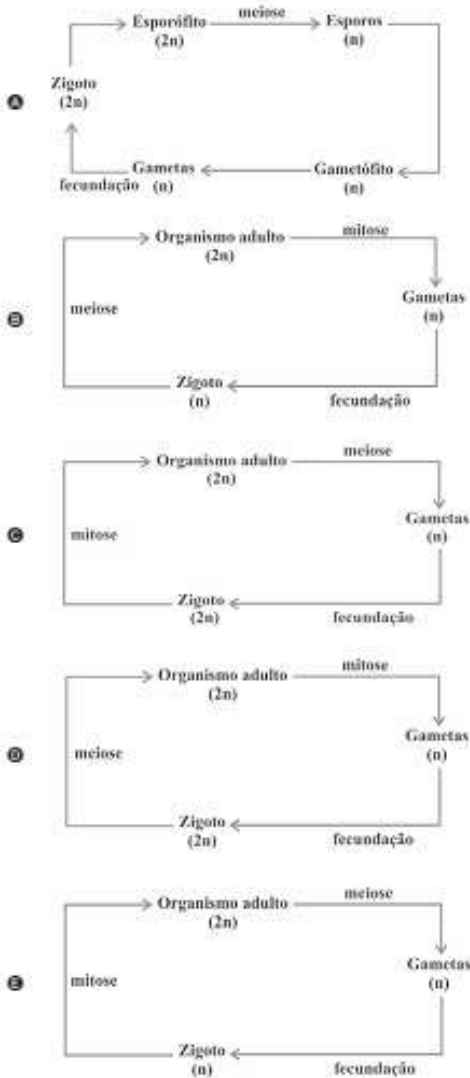 meiose
Esporófito
(2n)
Esporos
(n)
Zigoto
(2n)
A
fecundação
Gametas
(n)
Gametófito
(n)
Organismo adulto
(2n)
mitose
B
meiose
Gametas
(n)
Zigoto
(n)
fecundação
Organismo adulto
(2n)
meiose
C
mitose
Gametas
(n)
Zigoto
(2n)
fecundação
Organismo adulto
(2n)
mitose
D
meiose
Gametas
(n)
Zigoto
(2n)
fecundação
Organismo adulto
(2n)
meiose
E
mitose
Gametas
(n)
Zigoto
(n)
fecundação